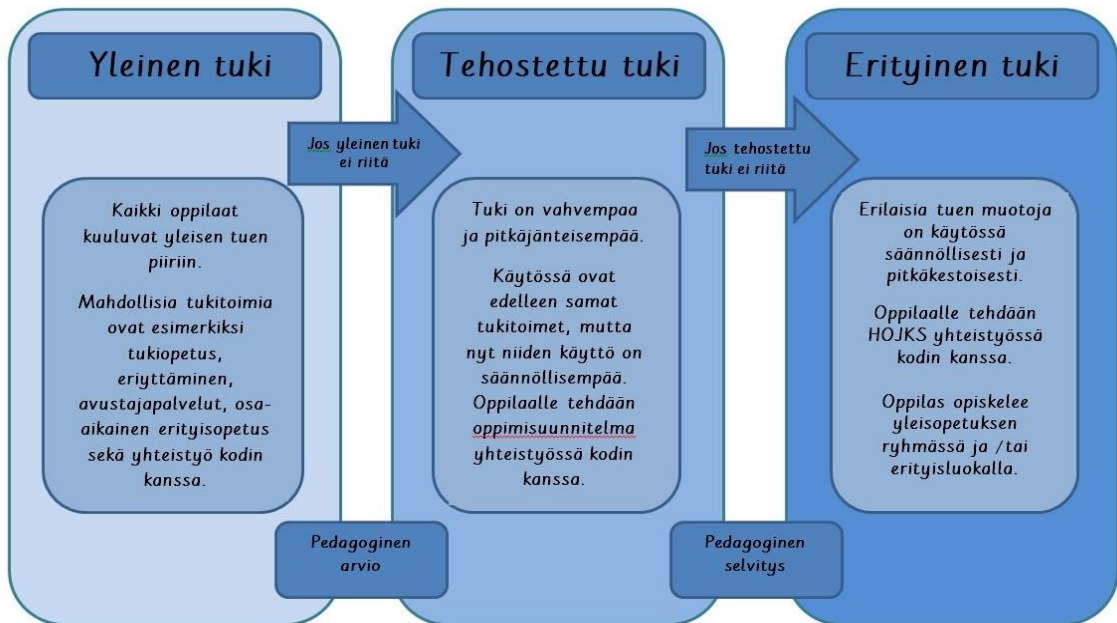 Yleinen tuki
Jos yleinen tuki
ei riitä
Kaikki oppilaat
kuuluvat yleisen tuen
piiriin.
Mahdollisia tukitoimia
ovat esimerkiksi
tukiopetus,
eriyttäminen,
avustajapalvelut, osa-
aikainen erityisopetus
sekä yhteistyö kodin
kanssa.
Pedagoginen
arvio
Tehostettu tuki
Jos tehostettu
tuki ei riitä
Tuki on vahvempaa
ja pitkäjänteisempää.
Käytössä ovat
edelleen samat
tukitoimet, mutta
nyt niiden käyttö on
säännöllisempää.
Oppilaalle tehdään
oppimisuunnitelma
yhteistyössä kodin
kanssa.
Pedagoginen
selvitys
Erityinen tuki
Erilaisia tuen muotoja
on käytössä
säännöllisesti ja
pitkäkestoisesti.
Oppilaalle tehdään
HOJKS yhteistyössä
kodin kanssa.
Oppilas opiskelee
yleisopetuksen
ryhmässä ja /tai
erityisluokalla.